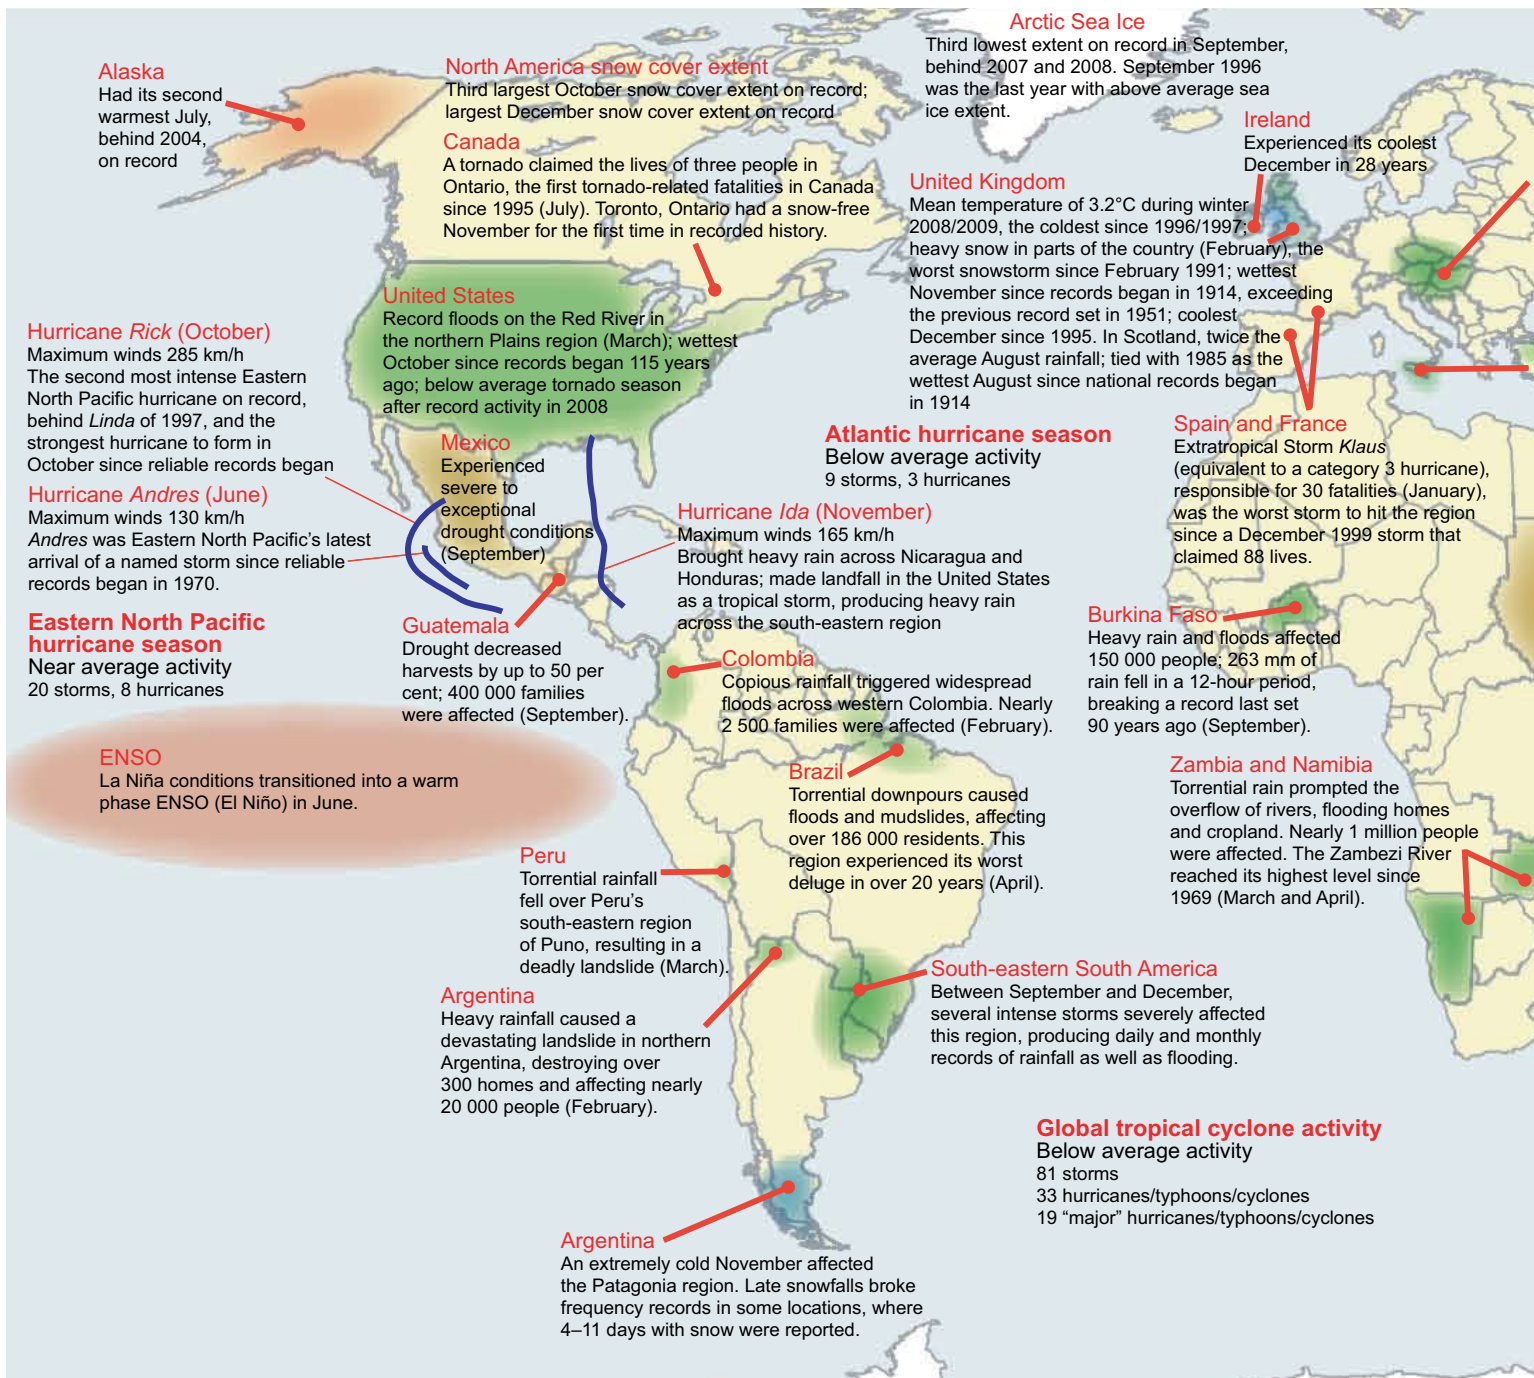 Arctic Sea Ice
Third lowest extent on record in September,
behind 2007 and 2008. September 1996
was the last year with above average sea
ice extent.
Alaska
Had its second
warmest July,
behind 2004,
on record
North America snow cover extent
Third largest October snow cover extent on record;
largest December snow cover extent on record
Canada
A tornado claimed the lives of three people in
Ontario, the first tornado-related fatalities in Canada
since 1995 (July). Toronto, Ontario had a snow-free
November for the first time in recorded history.
Ireland
Experienced its coolest
December in 28 years
United Kingdom
Mean temperature of 3.2°C during winter
2008/2009, the coldest since 1996/1997;
heavy snow in parts of the country (February), the
worst snowstorm since February 1991; wettest
November since records began in 1914, exceeding
the previous record set in 1951; coolest
December since 1995. In Scotland, twice the
average August rainfall; tied with 1985 as the
wettest August since national records began
in 1914
United States
Record floods on the Red River in
the northern Plains region (March); wettest
October since records began 115 years
ago; below average tornado season
after record activity in 2008
Hurricane Rick (October)
Maximum winds 285 km/h
The second most intense Eastern
North Pacific hurricane on record,
behind Linda of 1997, and the
strongest hurricane to form in
October since reliable records began
Hurricane Andres (June)
Maximum winds 130 km/h
Andres was Eastern North Pacific's latest
arrival of a named storm since reliable
records began in 1970.
Eastern North Pacific
hurricane season
Near average activity
20 storms, 8 hurricanes
Mexico
Experienced
severe to
exceptional
drought conditions
(September)
Atlantic hurricane season
Below average activity
9 storms, 3 hurricanes
Hurricane Ida (November)
Maximum winds 165 km/h
Brought heavy rain across Nicaragua and
Honduras; made landfall in the United States
as a tropical storm, producing heavy rain
across the south-eastern region
Spain and France
Extratropical Storm Klaus
(equivalent to a category 3 hurricane),
responsible for 30 fatalities (January),
was the worst storm to hit the region
since a December 1999 storm that
claimed 88 lives.
Guatemala
Drought decreased
harvests by up to 50 per
cent; 400 000 families
were affected (September).
Colombia
Copious rainfall triggered widespread
floods across western Colombia. Nearly
2 500 families were affected (February).
Burkina Faso
Heavy rain and floods affected
150 000 people; 263 mm of
rain fell in a 12-hour period,
breaking a record last set
90 years ago (September).
ENSO
La Niña conditions transitioned into a warm
phase ENSO (El Niño) in June.
Brazil
Torrential downpours caused
floods and mudslides, affecting
over 186 000 residents. This
region experienced its worst
deluge in over 20 years (April).
Zambia and Namibia
Torrential rain prompted the
overflow of rivers, flooding homes
and cropland. Nearly 1 million people
were affected. The Zambezi River
reached its highest level since
1969 (March and April).
Peru
Torrential rainfall
fell over Peru's
south-eastern region
of Puno, resulting in a
deadly landslide (March).
Argentina
Heavy rainfall caused a
devastating landslide in northern
Argentina, destroying over
300 homes and affecting nearly
20 000 people (February).
South-eastern South America
Between September and December,
several intense storms severely affected
this region, producing daily and monthly
records of rainfall as well as flooding.
Global tropical cyclone activity
Below average activity
81 storms
33 hurricanes/typhoons/cyclones
19 “major” hurricanes/typhoons/cyclones
Argentina
An extremely cold November affected
the Patagonia region. Late snowfalls broke
frequency records in some locations, where
4–11 days with snow were reported.